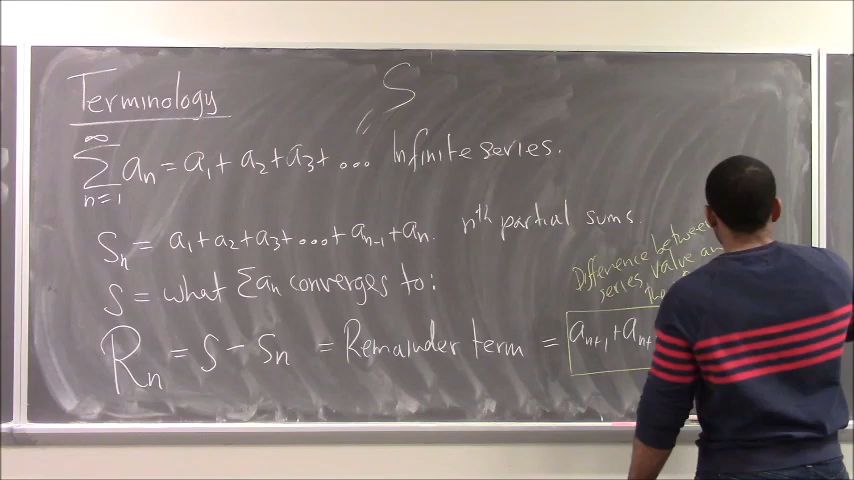 Terminology
S
∞
∑ aₙ = a₁ + a₂ + a₃ + ... Infinite series.
n=1
Sₙ = a₁ + a₂ + a₃ + ... + aₙ₋₁ + aₙ. nᵗʰ partial sums.
S = what ∑aₙ converges to:
Difference between
series, value
the
Rₙ = S - Sₙ = Remainder term = aₙ₊₁ + aₙ₊